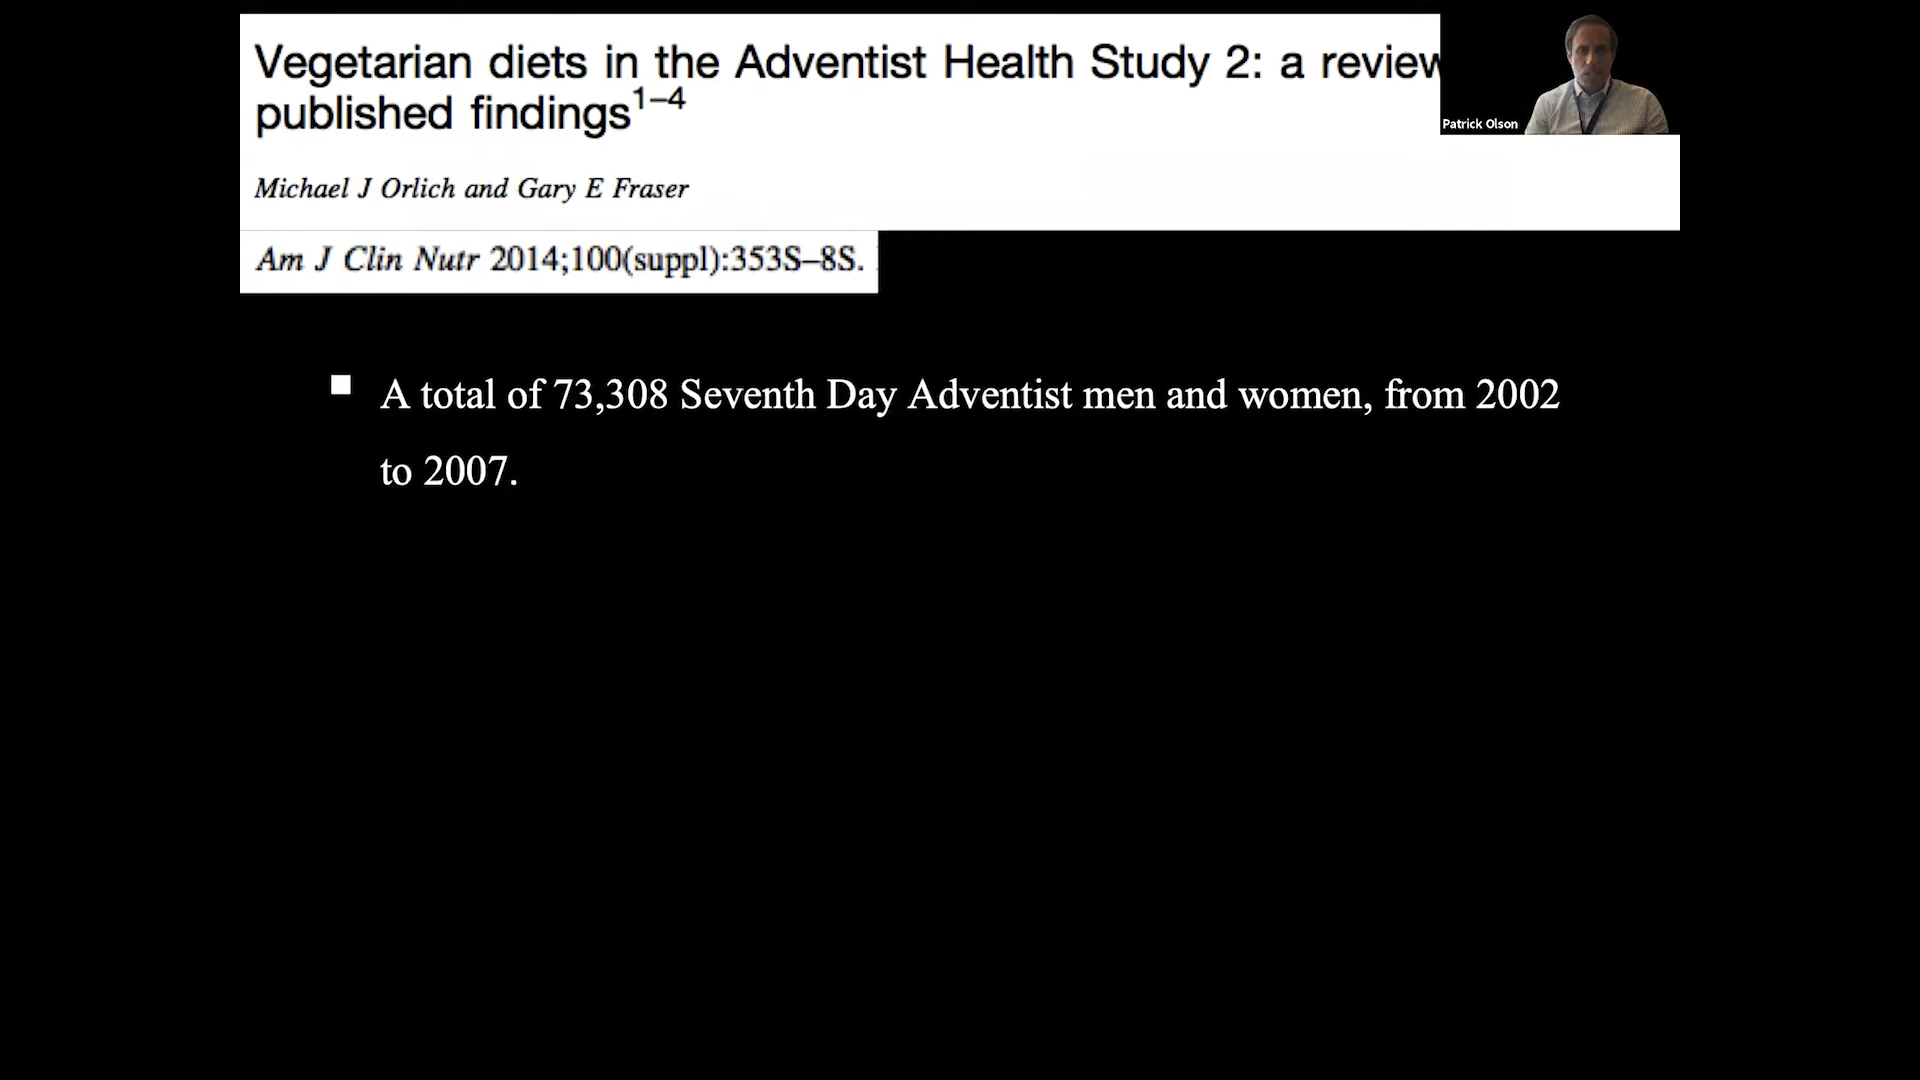 Vegetarian diets in the Adventist Health Study 2: a review
published findings1–4
Patrick Olson
Michael J Orlich and Gary E Fraser
Am J Clin Nutr 2014;100(suppl):353S–8S.
■ A total of 73,308 Seventh Day Adventist men and women, from 2002
to 2007.